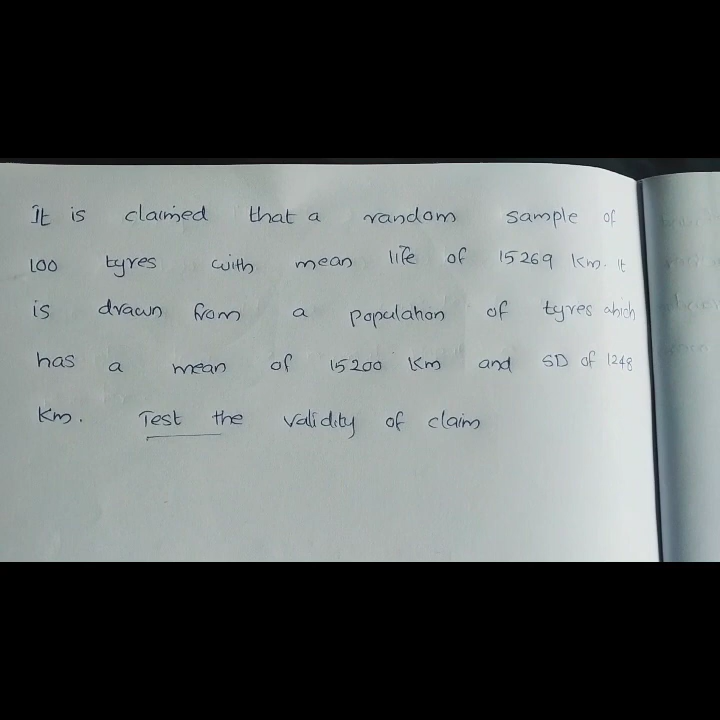 It is claimed that a random sample of
100 tyres with mean life of 15269 Km. it
is drawn from a population of tyres which
has a mean of 15200 Km and SD of 1248
Km. Test the validity of claim